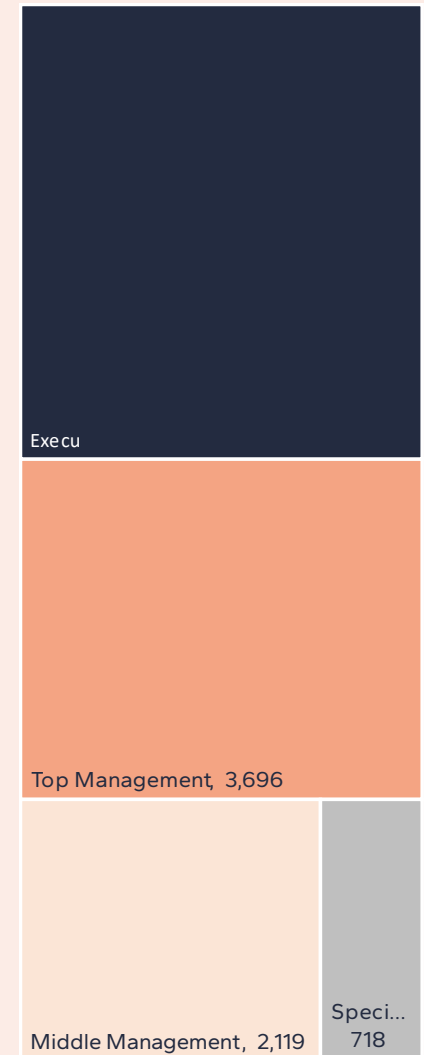 Execu
Top Management, 3,696
Middle Management, 2,119
Speci...
718